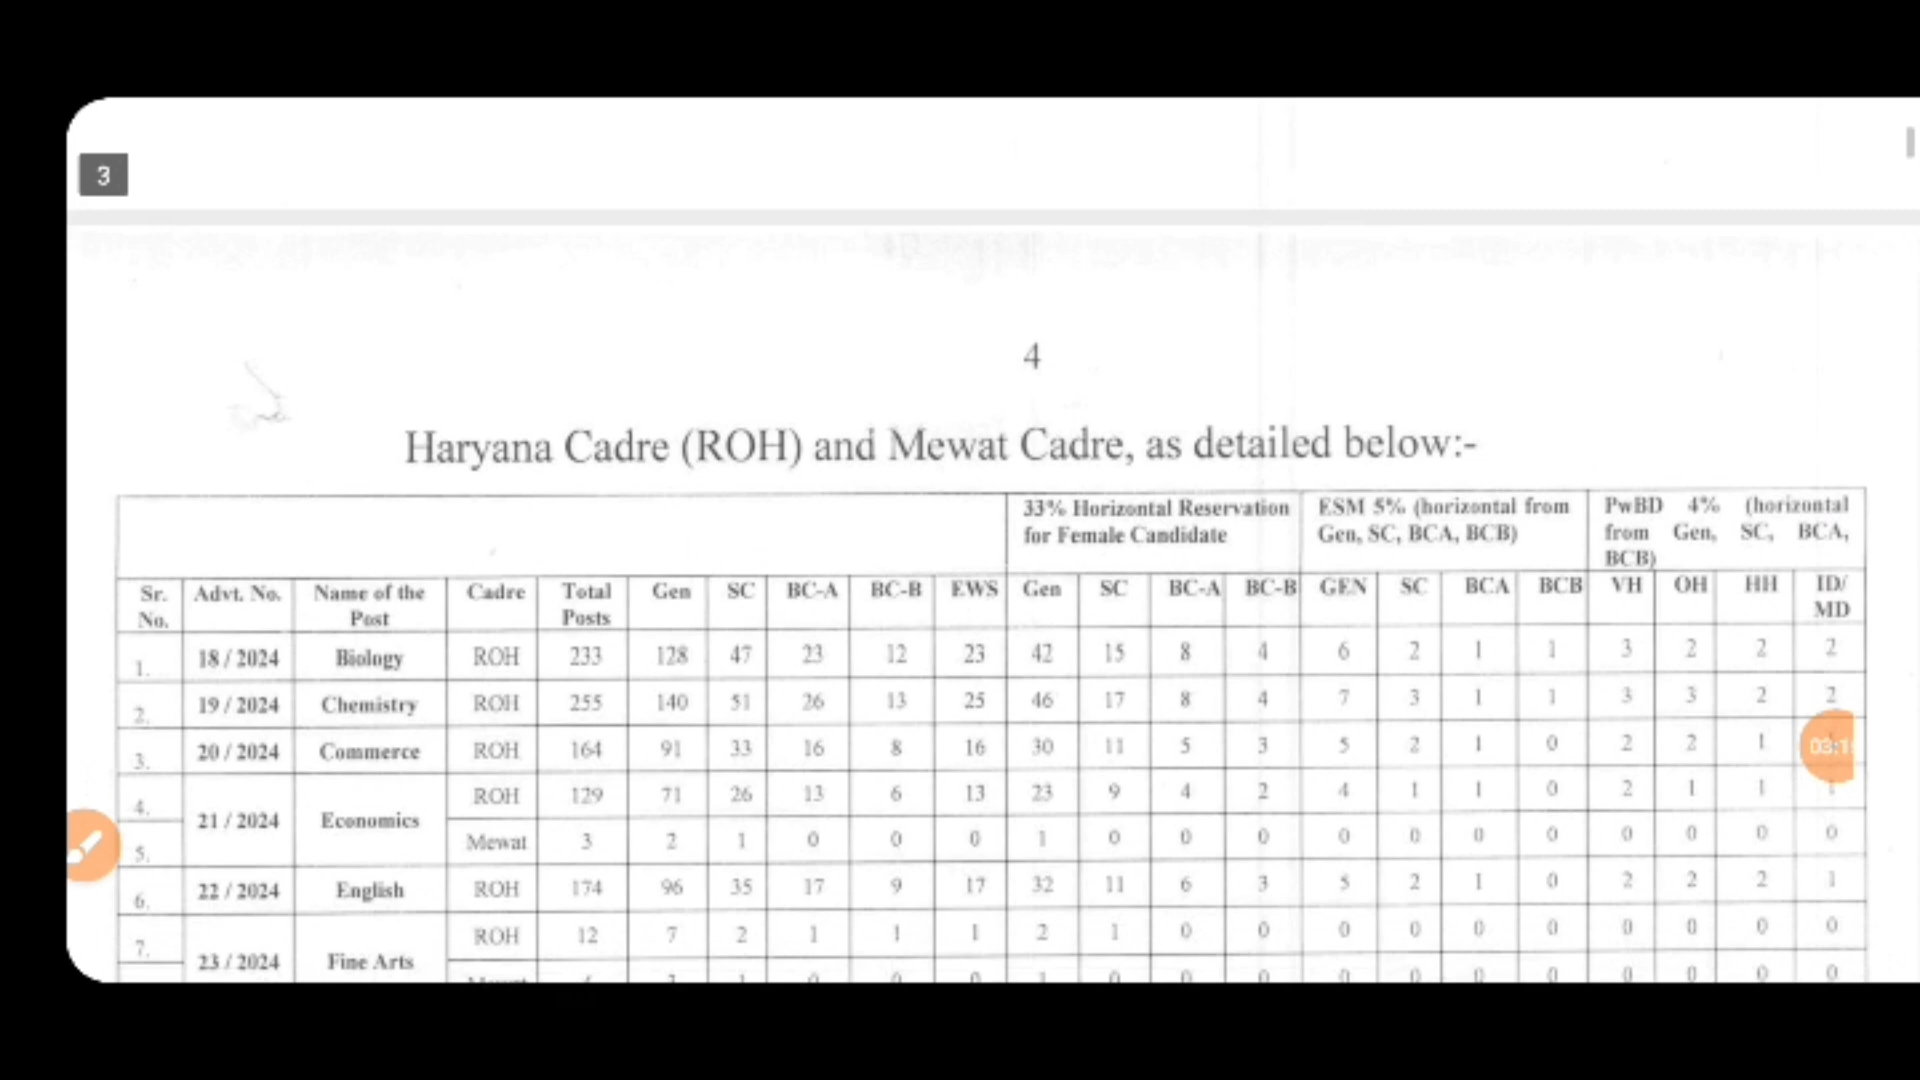 3
4
Haryana Cadre (ROH) and Mewat Cadre, as detailed below:-
33% Horizontal Reservation for Female Candidate ESM 5% (horizontal from Gen, SC, BCA, BCB) PwBD 4% (horizontal from Gen, SC, BCA, BCB)
Sr. No. Advt. No. Name of the Post Cadre Total Posts Gen SC BC-A BC-B EWS Gen SC BC-A BC-B GEN SC BCA BCB VH OH HH ID/ MD
1. 18 / 2024 Biology ROH 233 128 47 23 12 23 42 15 8 4 6 2 1 1 3 2 2 2
2. 19 / 2024 Chemistry ROH 255 140 51 26 13 25 46 17 8 4 7 3 1 1 3 3 2 2
3. 20 / 2024 Commerce ROH 164 91 33 16 8 16 30 11 5 3 5 2 1 0 2 2 1
03:1
4. 21 / 2024 Economics ROH 129 71 26 13 6 13 23 9 4 2 4 1 1 0 2 1 1
5. Mewat 3 2 1 0 0 0 1 0 0 0 0 0 0 0 0 0 0 0
6. 22 / 2024 English ROH 174 96 35 17 9 17 32 11 6 3 5 2 1 0 2 2 2 1
7. 23 / 2024 Fine Arts ROH 12 7 2 1 1 1 2 1 0 0 0 0 0 0 0 0 0 0